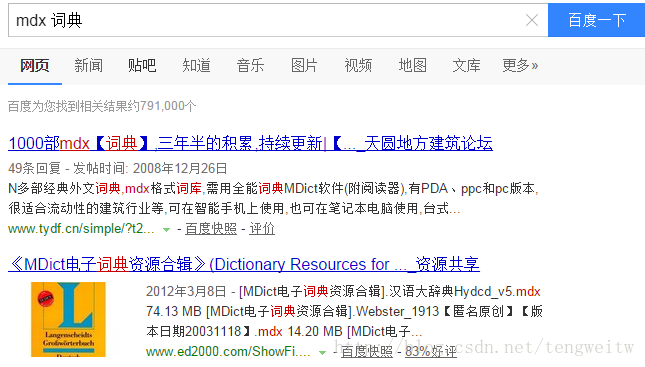 mdx 词典 × 百度一下
网页 新闻 贴吧 知道 音乐 图片 视频 地图 文库 更多»
百度为您找到相关结果约791,000个
1000部mdx【词典】,三年半的积累,持续更新|【..._天圆地方建筑论坛
49条回复 - 发帖时间: 2008年12月26日
N多部经典外文词典,mdx格式词库,需用全能词典MDict软件(附阅读器),有PDA、ppc和pc版本,
很适合流动性的建筑行业等,可在智能手机上使用,也可在笔记本电脑使用,台式...
www.tydf.cn/simple/?t2... - 百度快照 - 评价
《MDict电子词典资源合辑》(Dictionary Resources for ..._资源共享
2012年3月8日 - [MDict电子词典资源合辑].汉语大辞典Hydcd_v5.mdx
74.13 MB [MDict电子词典资源合辑].Webster_1913【匿名原创】【版
本日期20031118】.mdx 14.20 MB [MDict电子...
www.ed2000.com/ShowFi.... - 百度快照 - 83%好评
Langenscheidts
Großwörterbuch
Deutsch
http://blog.csdn.net/tengweitw